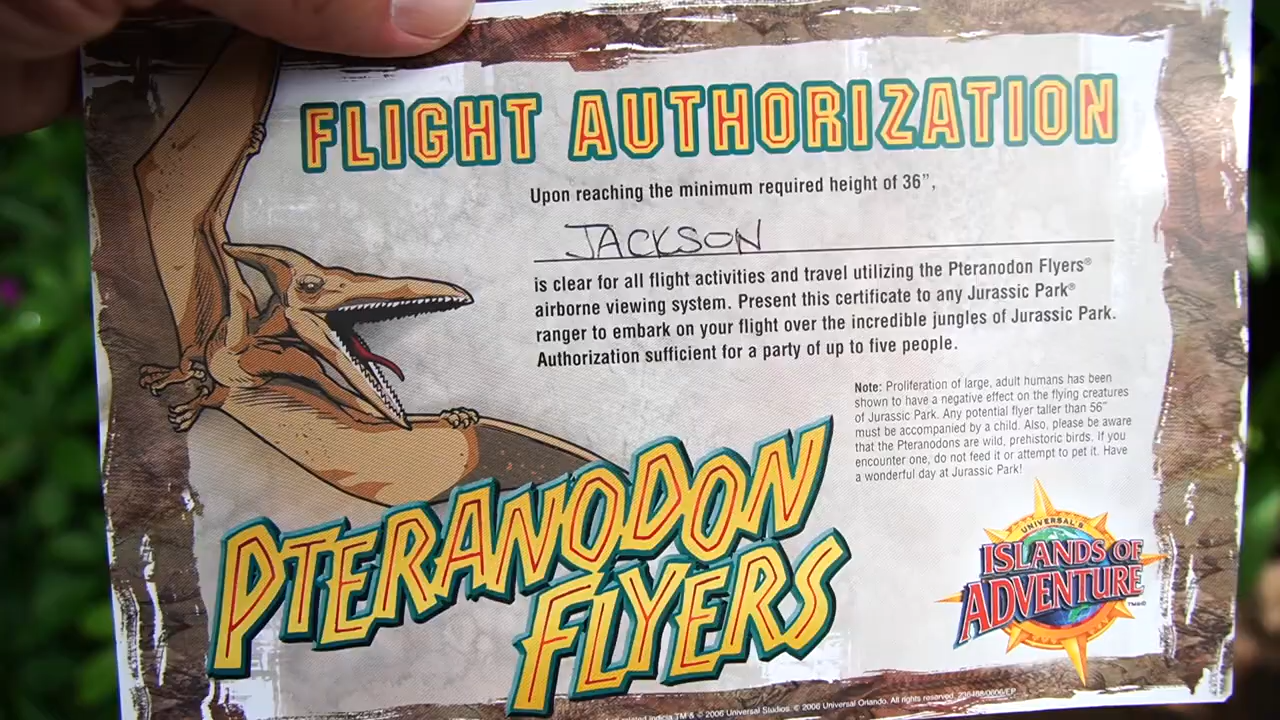 FLIGHT AUTHORIZATION
Upon reaching the minimum required height of 36”,
JACKSON
is clear for all flight activities and travel utilizing the Pteranodon Flyers®
airborne viewing system. Present this certificate to any Jurassic Park®
ranger to embark on your flight over the incredible jungles of Jurassic Park.
Authorization sufficient for a party of up to five people.
Note: Proliferation of large, adult humans has been
shown to have a negative effect on the flying creatures
of Jurassic Park. Any potential flyer taller than 56”
must be accompanied by a child. Also, please be aware
that the Pteranodons are wild, prehistoric birds. If you
encounter one, do not feed it or attempt to pet it. Have
a wonderful day at Jurassic Park!
PTERANODON
FLYERS
UNIVERSAL'S
ISLANDS OF
ADVENTURE
TM&©
related indicia TM & © 2006 Universal Studios. © 2006 Universal Orlando. All rights reserved.